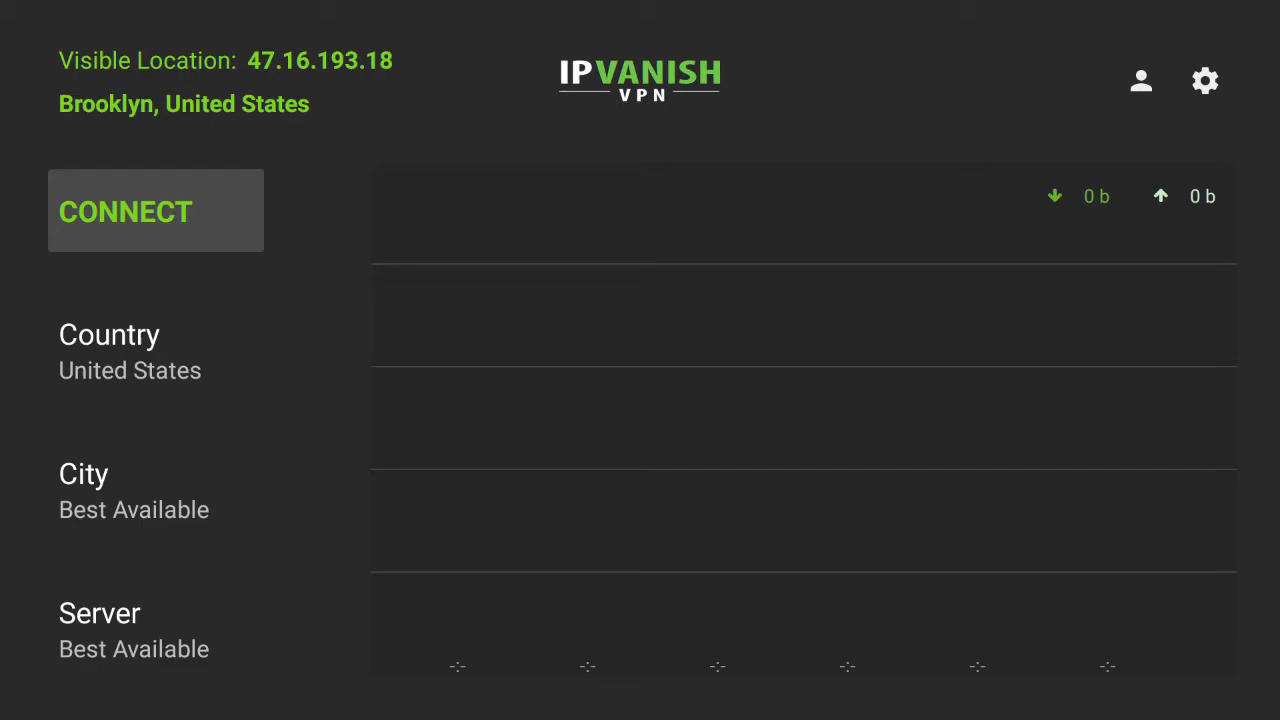 Visible Location: 47.16.193.18
Brooklyn, United States
IPVANISH
VPN
CONNECT
0 b 0 b
Country
United States
City
Best Available
Server
Best Available
-:- -:- -:- -:- -:- -:-